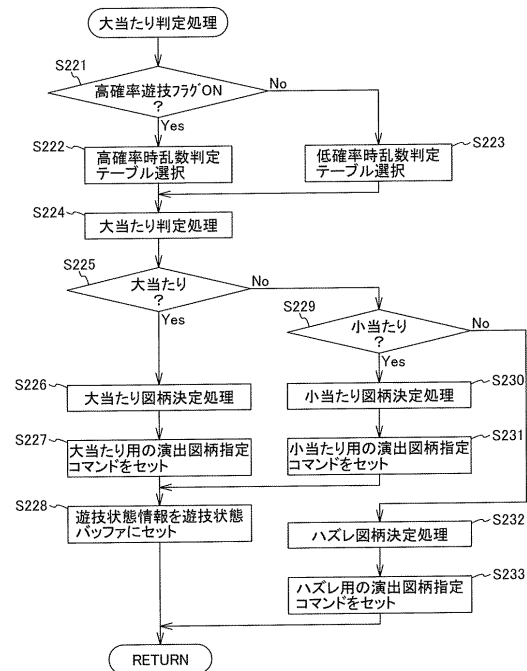 大当たり判定処理
S221
高確率遊技フラグON
?
No
Yes
S222
高確率時乱数判定
テーブル選択
S223
低確率時乱数判定
テーブル選択
S224
大当たり判定処理
S225
大当たり
?
No
Yes
S229
小当たり
?
No
Yes
S226
大当たり図柄決定処理
S230
小当たり図柄決定処理
S227
大当たり用の演出図柄指定
コマンドをセット
S231
小当たり用の演出図柄指定
コマンドをセット
S228
遊技状態情報を遊技状態
バッファにセット
S232
ハズレ図柄決定処理
S233
ハズレ用の演出図柄指定
コマンドをセット
RETURN